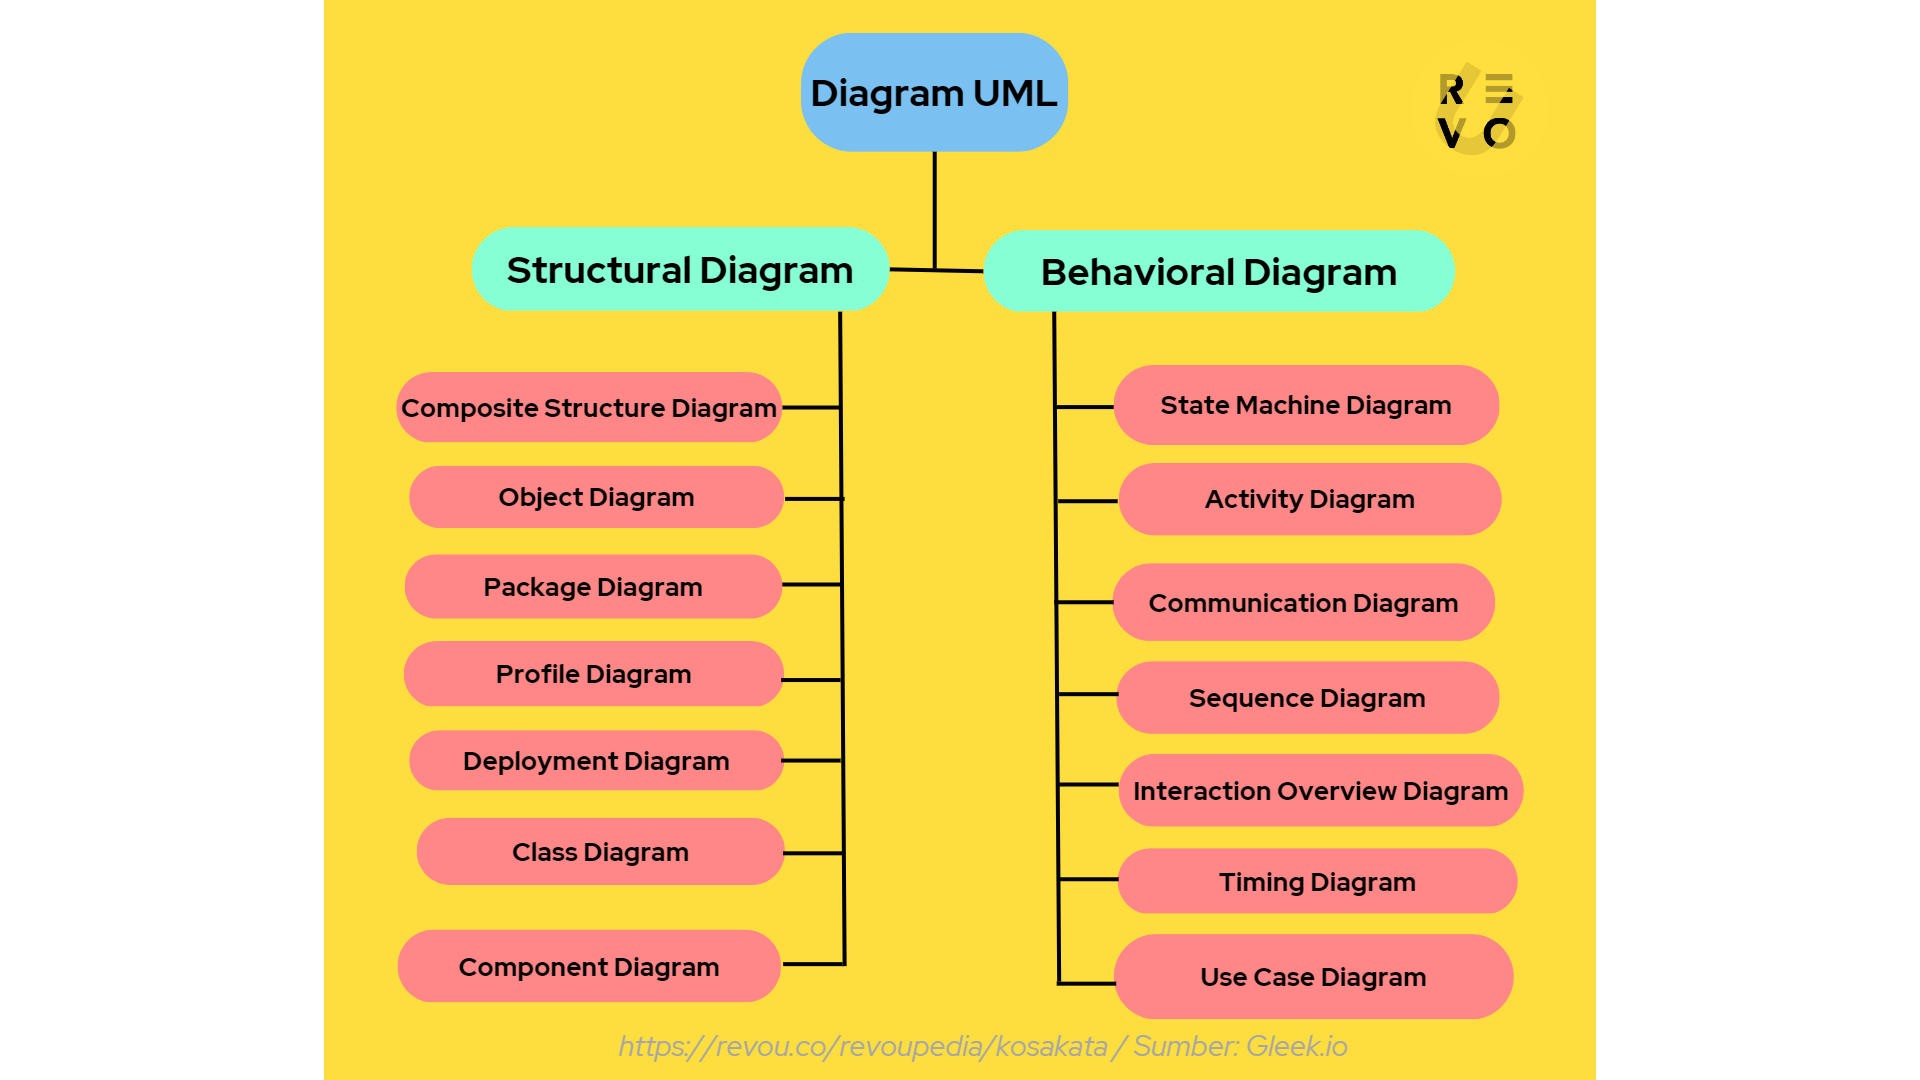 Diagram UML
RE
VO
Structural Diagram
Behavioral Diagram
Composite Structure Diagram
Object Diagram
Package Diagram
Profile Diagram
Deployment Diagram
Class Diagram
Component Diagram
State Machine Diagram
Activity Diagram
Communication Diagram
Sequence Diagram
Interaction Overview Diagram
Timing Diagram
Use Case Diagram
https://revou.co/revoupedia/kosakata / Sumber: Gleek.io